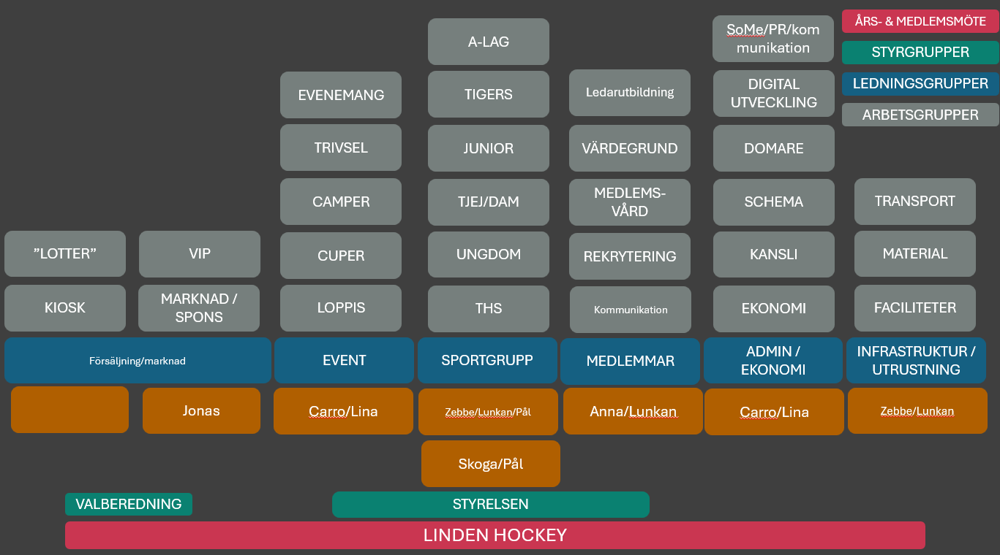 A-LAG
SoMe/PR/kom
munikation
ÅRS- & MEDLEMSMÖTE
STYRGRUPPER
LEDNINGSGRUPPER
ARBETSGRUPPER
EVENEMANG
TIGERS
Ledarutbildning
DIGITAL
UTVECKLING
TRIVSEL
JUNIOR
VÄRDEGRUND
DOMARE
CAMPER
TJEJ/DAM
MEDLEMS-
VÅRD
SCHEMA
TRANSPORT
”LOTTER”
VIP
CUPER
UNGDOM
REKRYTERING
KANSLI
MATERIAL
KIOSK
MARKNAD /
SPONS
LOPPIS
THS
Kommunikation
EKONOMI
FACILITETER
Försäljning/marknad
EVENT
SPORTGRUPP
MEDLEMMAR
ADMIN /
EKONOMI
INFRASTRUKTUR /
UTRUSTNING
Jonas
Carro/Lina
Zebbe/Lunkan/Pål
Anna/Lunkan
Carro/Lina
Zebbe/Lunkan
Skoga/Pål
VALBEREDNING
STYRELSEN
LINDEN HOCKEY